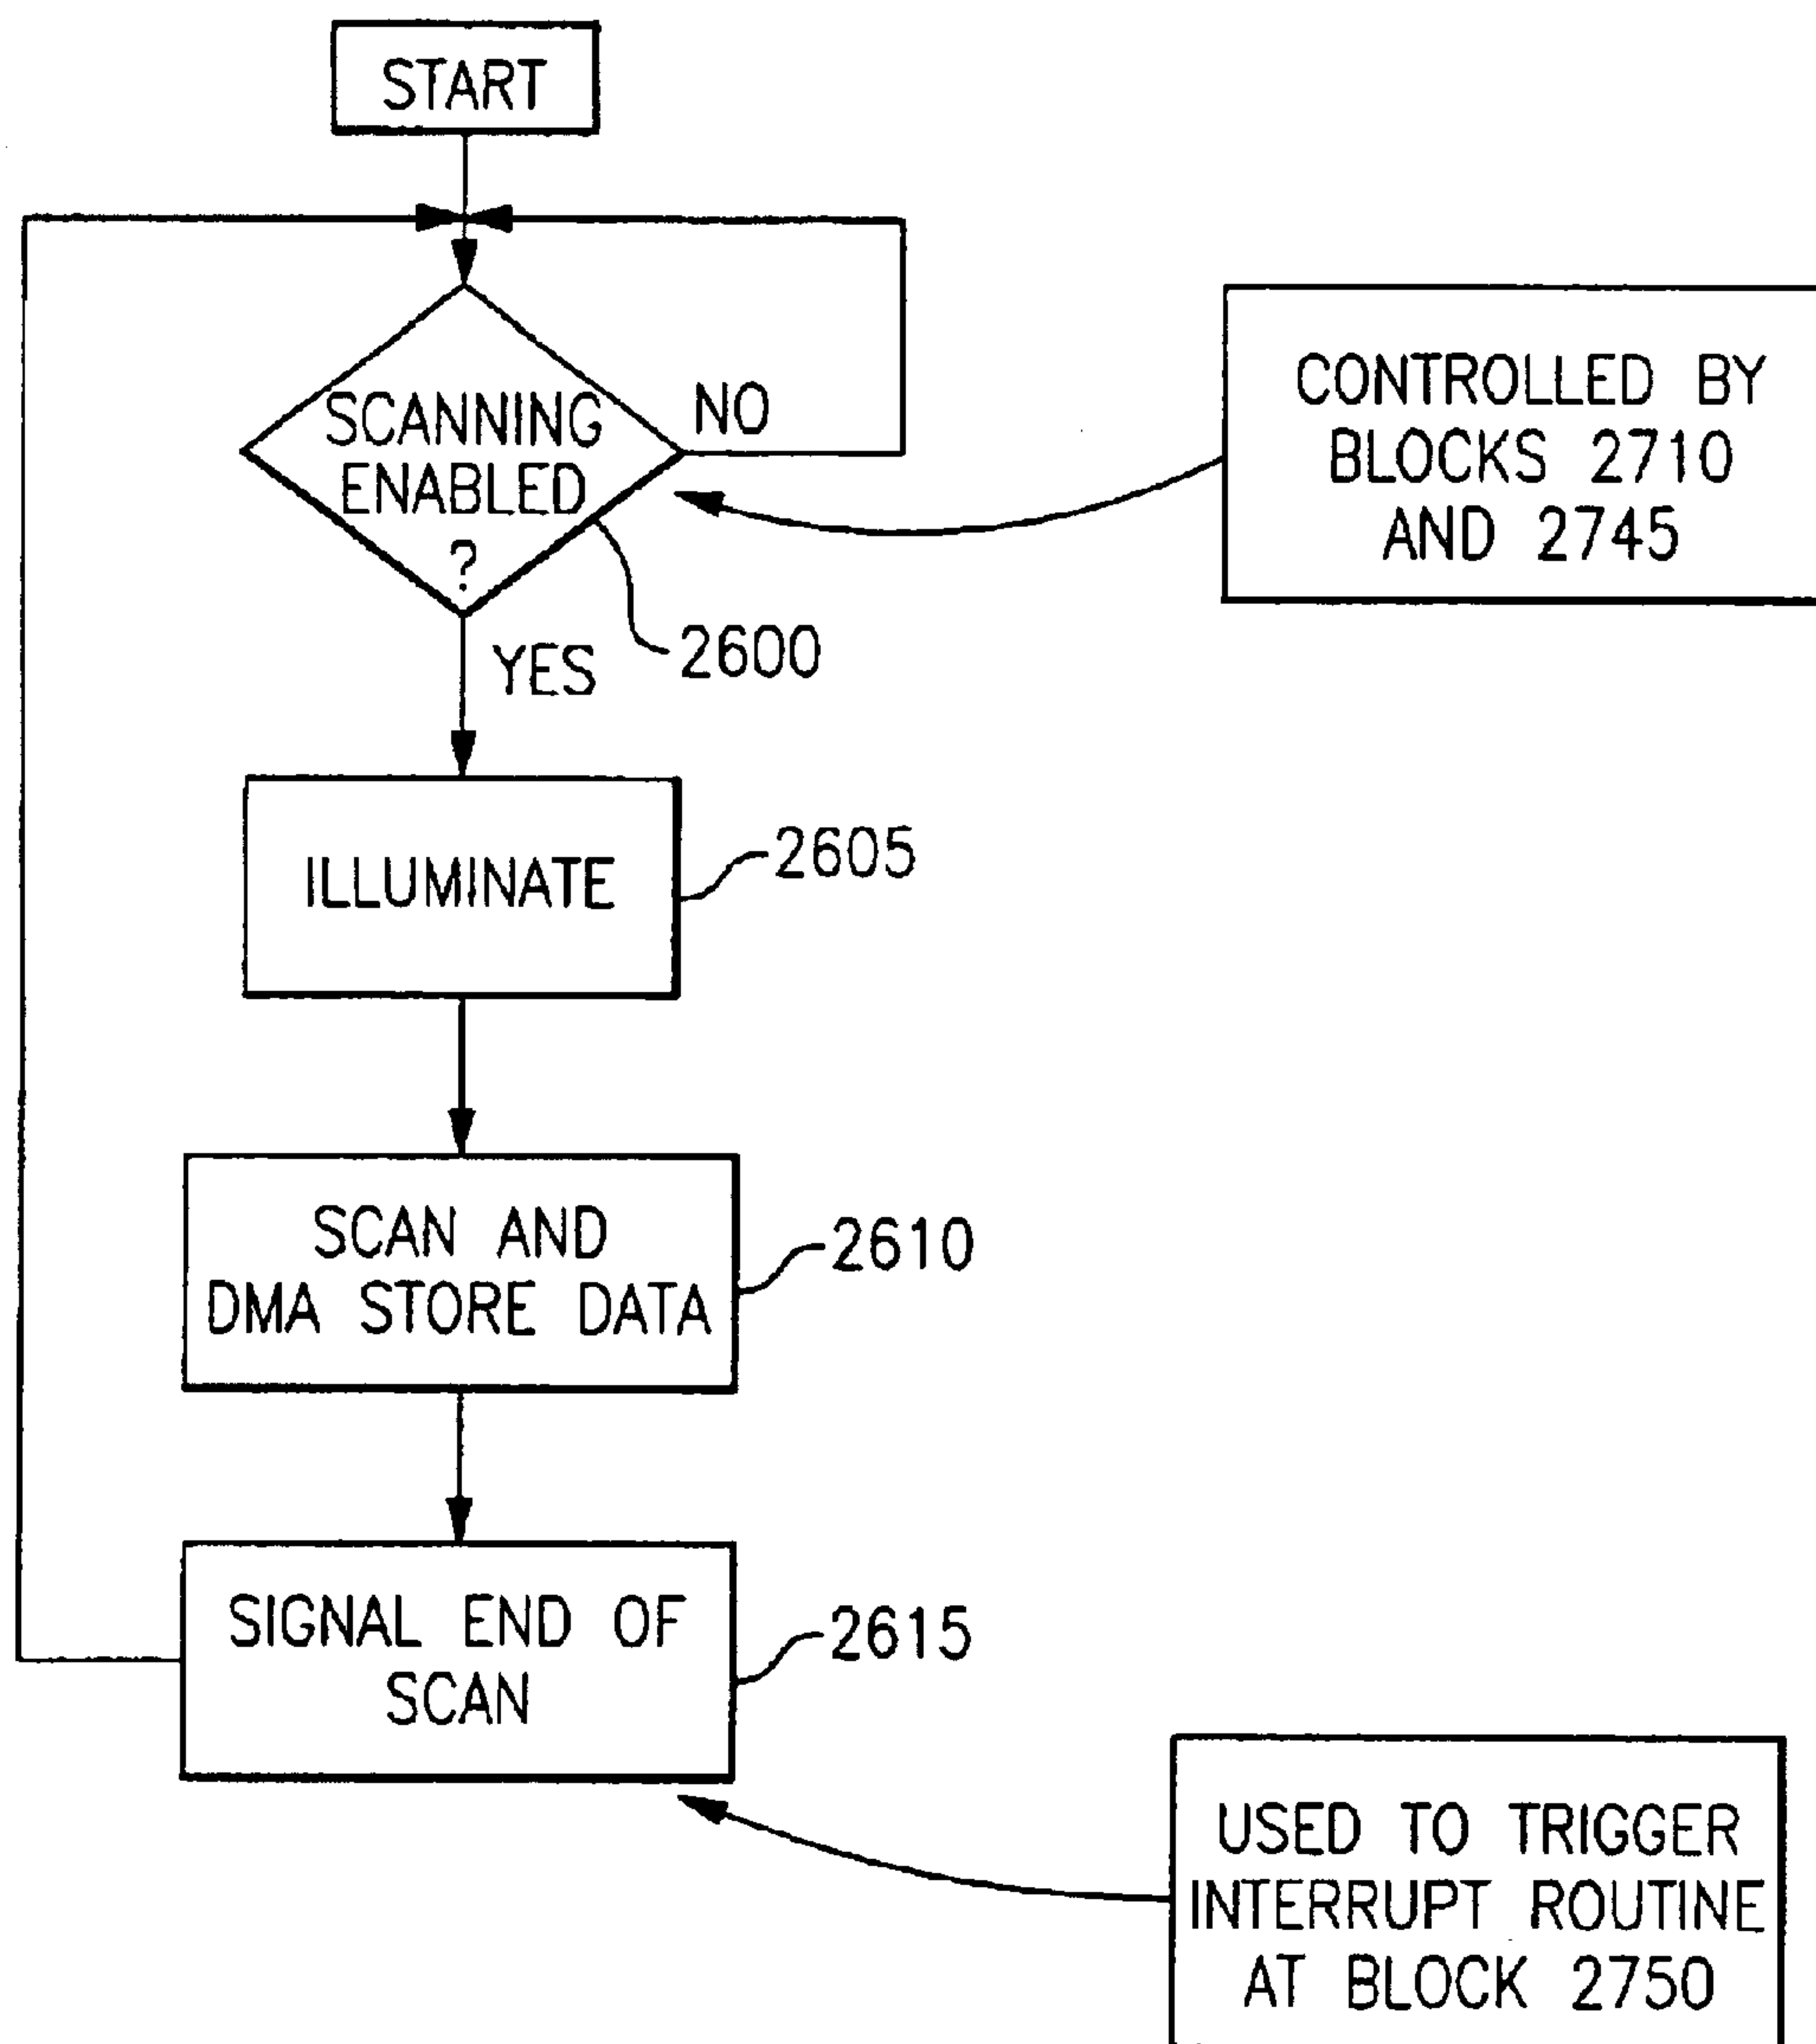 START
SCANNING
ENABLED
?
NO
CONTROLLED BY
BLOCKS 2710
AND 2745
2600
YES
ILLUMINATE
2605
SCAN AND
DMA STORE DATA
2610
SIGNAL END OF
SCAN
2615
USED TO TRIGGER
INTERRUPT ROUTINE
AT BLOCK 2750